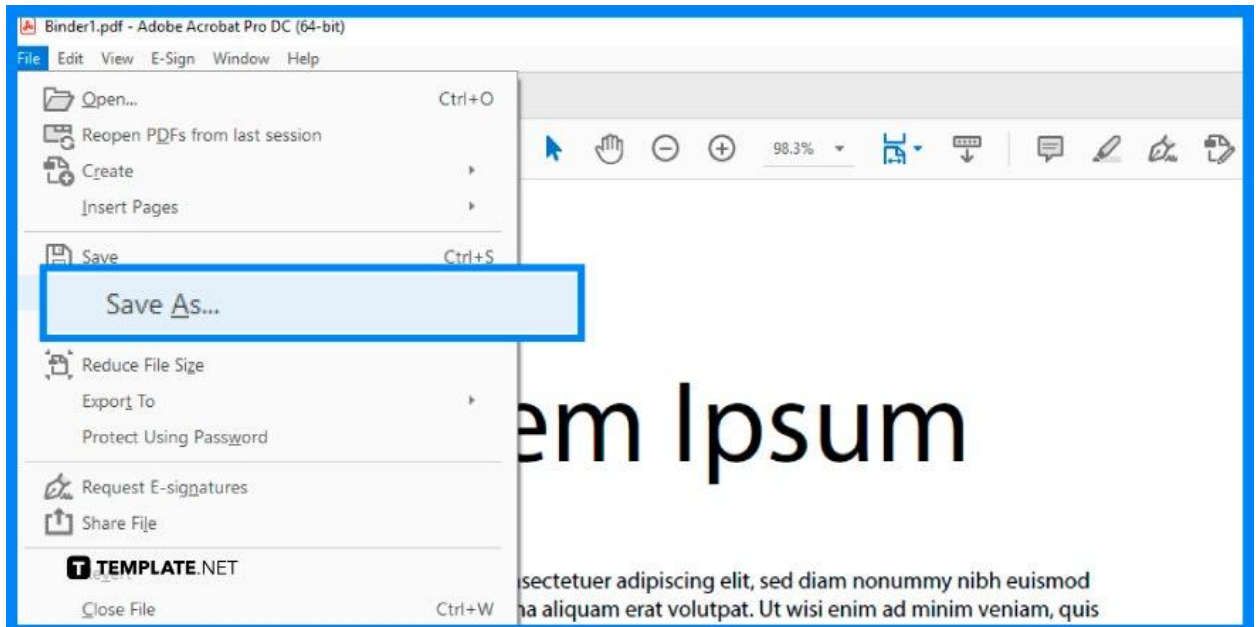 Binder1.pdf - Adobe Acrobat Pro DC (64-bit)
File Edit View E-Sign Window Help
Open... Ctrl+O
Reopen PDFs from last session
98.3%
Create
Insert Pages
Save Ctrl+S
Save As...
Reduce File Size
Export To
em Ipsum
Protect Using Password
Request E-signatures
Share File
TEMPLATE.NET
sectetuer adipiscing elit, sed diam nonummy nibh euismod
Close File Ctrl+W
na aliquam erat volutpat. Ut wisi enim ad minim veniam, quis